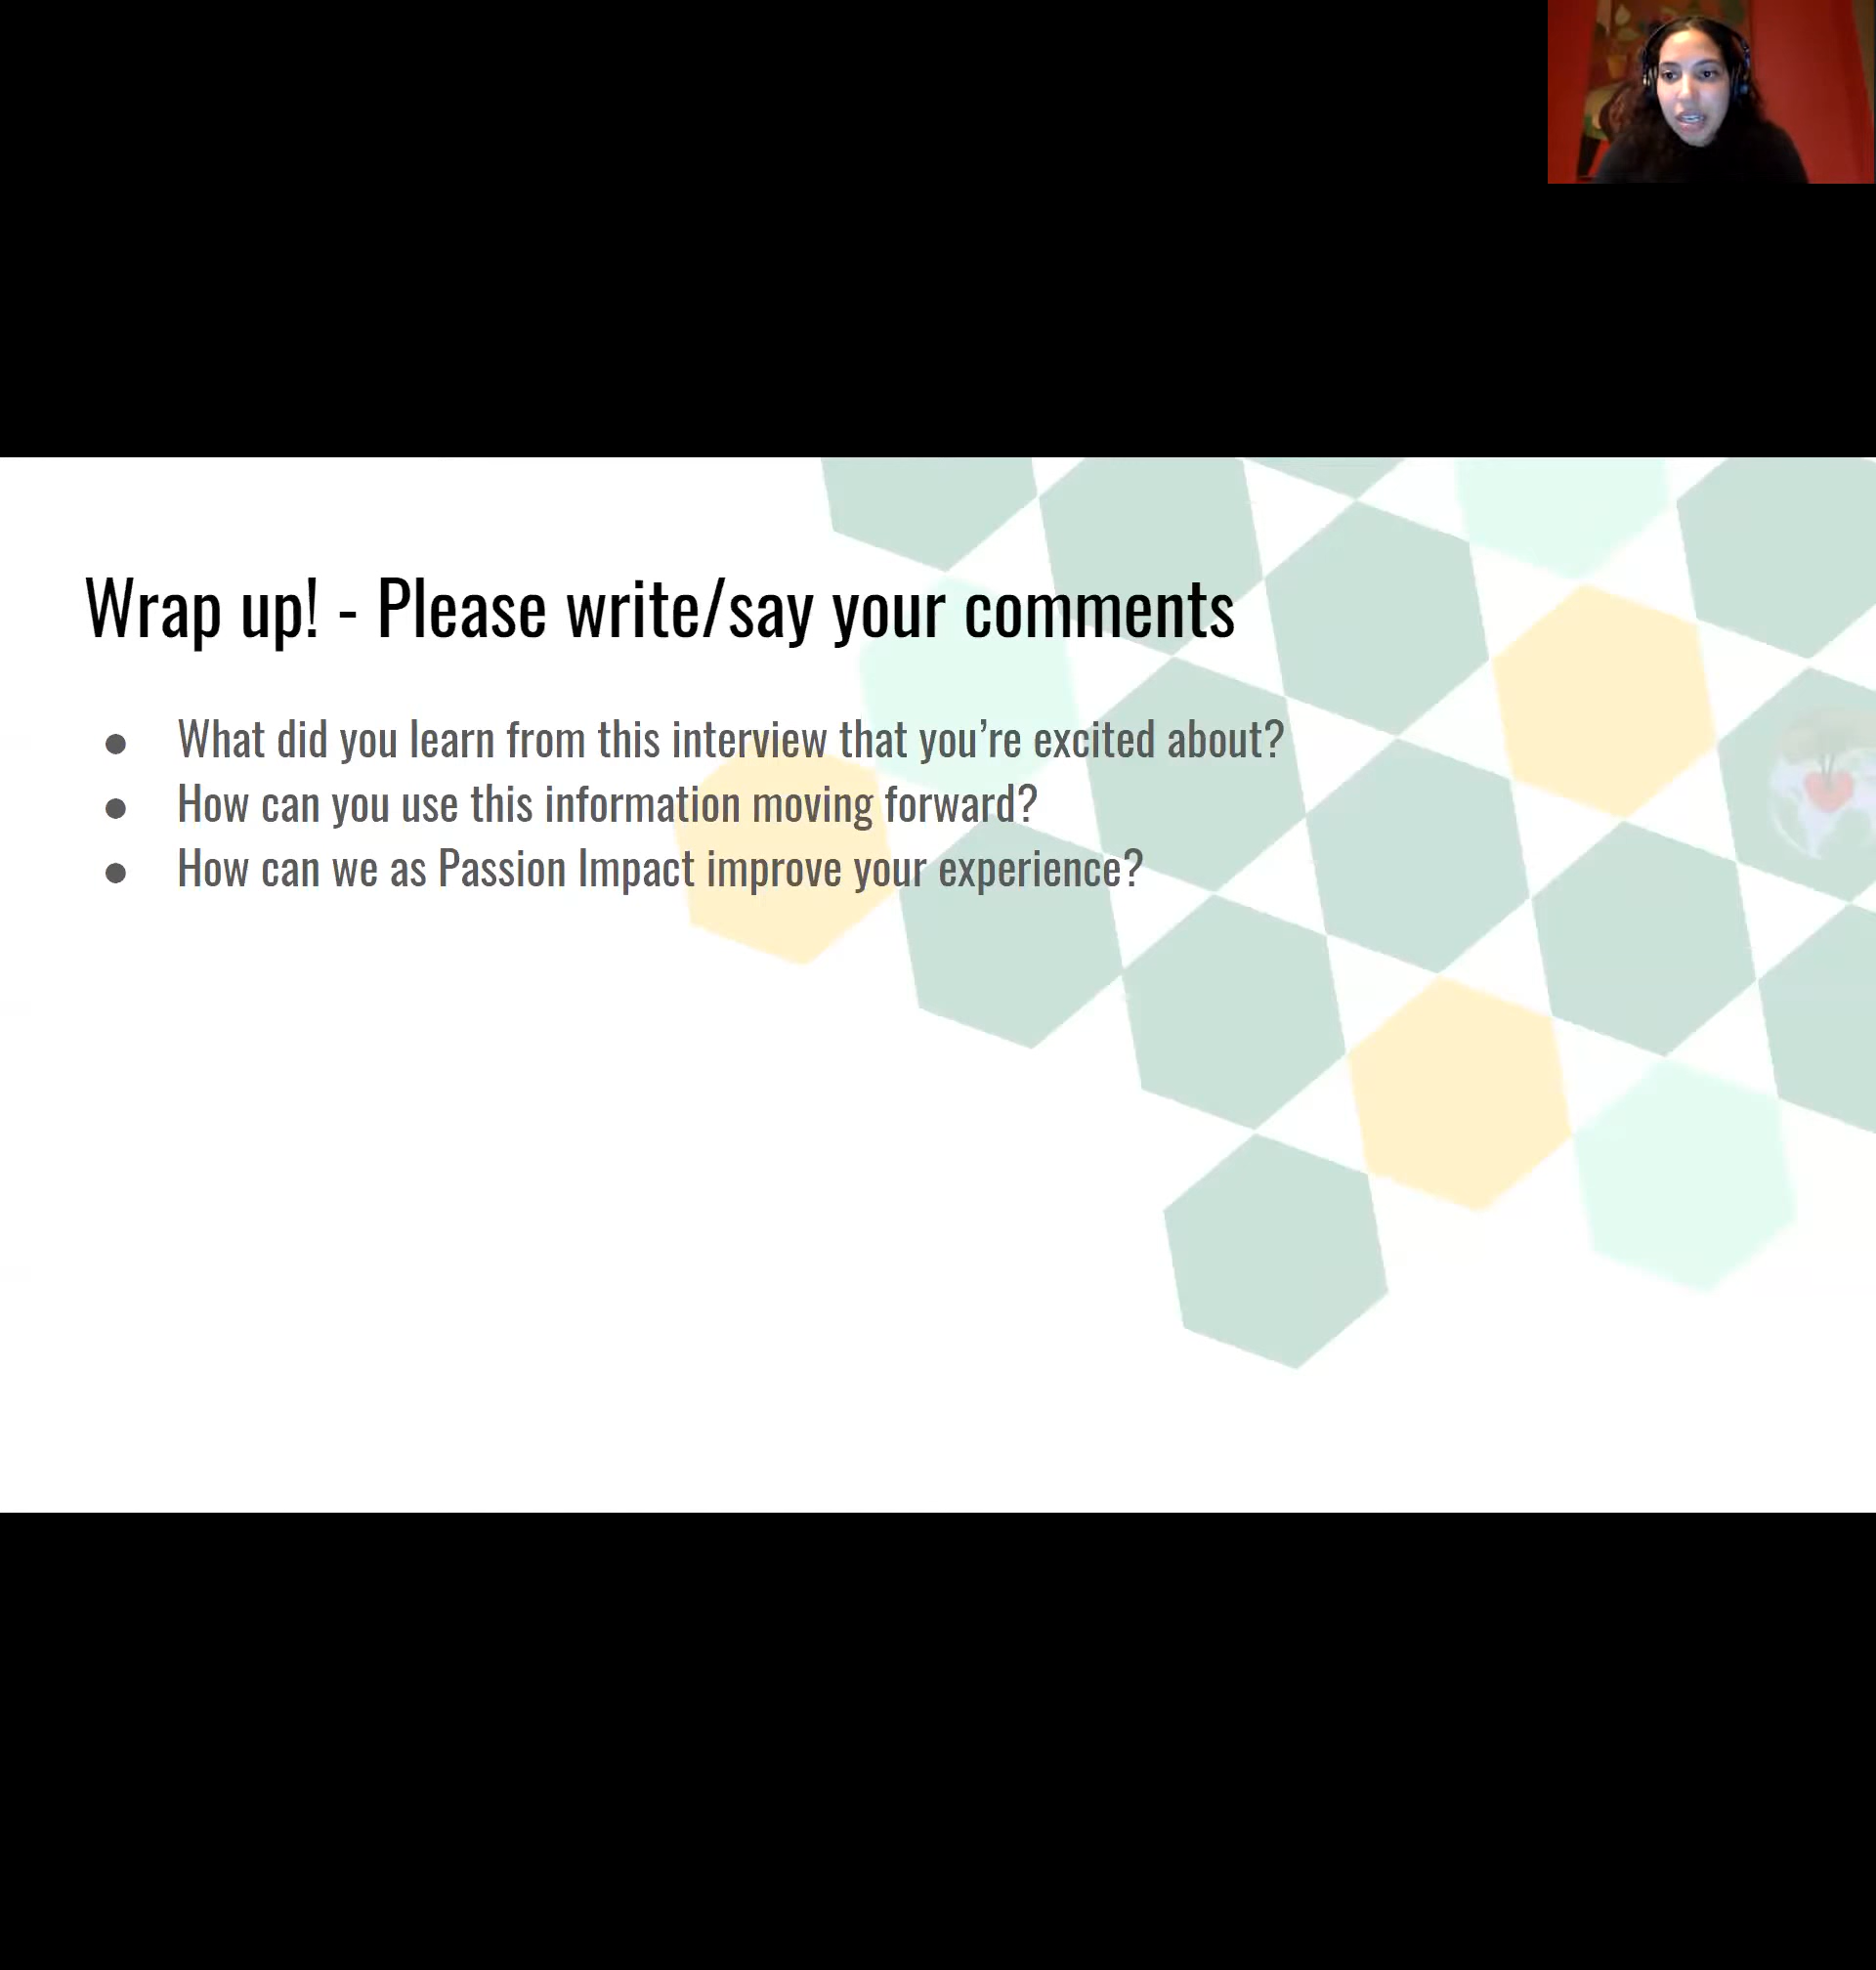 Wrap up! - Please write/say your comments
● What did you learn from this interview that you’re excited about?
● How can you use this information moving forward?
● How can we as Passion Impact improve your experience?